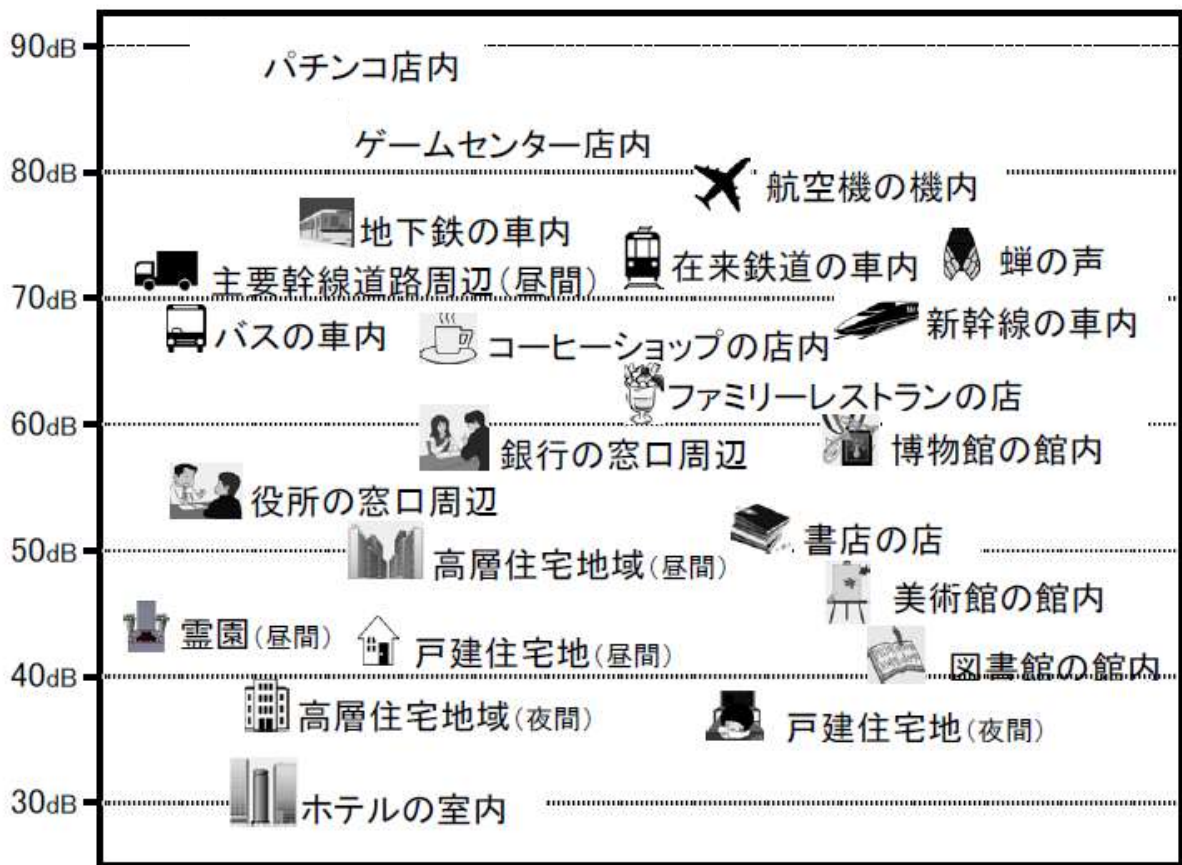 90dB
パチンコ店内
ゲームセンター店内
80dB
航空機の機内
地下鉄の車内
在来鉄道の車内
蝉の声
主要幹線道路周辺(昼間)
70dB
バスの車内
コーヒーショップの店内
新幹線の車内
ファミリーレストランの店
60dB
銀行の窓口周辺
博物館の館内
役所の窓口周辺
書店の店
50dB
高層住宅地域(昼間)
美術館の館内
霊園(昼間)
戸建住宅地(昼間)
図書館の館内
40dB
高層住宅地域(夜間)
戸建住宅地(夜間)
30dB
ホテルの室内